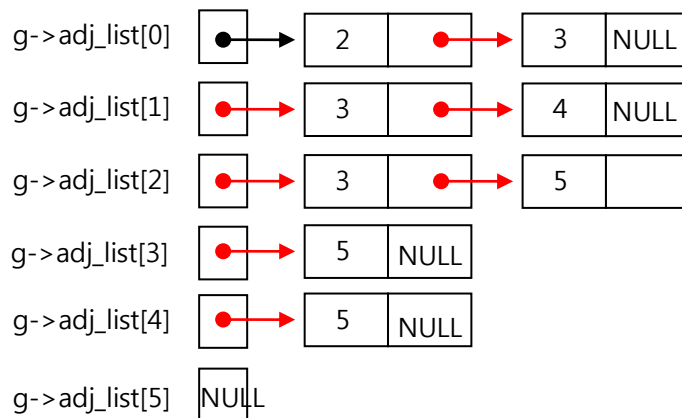 g->adj_list[0] 2 3 NULL
g->adj_list[1] 3 4 NULL
g->adj_list[2] 3 5
g->adj_list[3] 5 NULL
g->adj_list[4] 5 NULL
g->adj_list[5] NULL